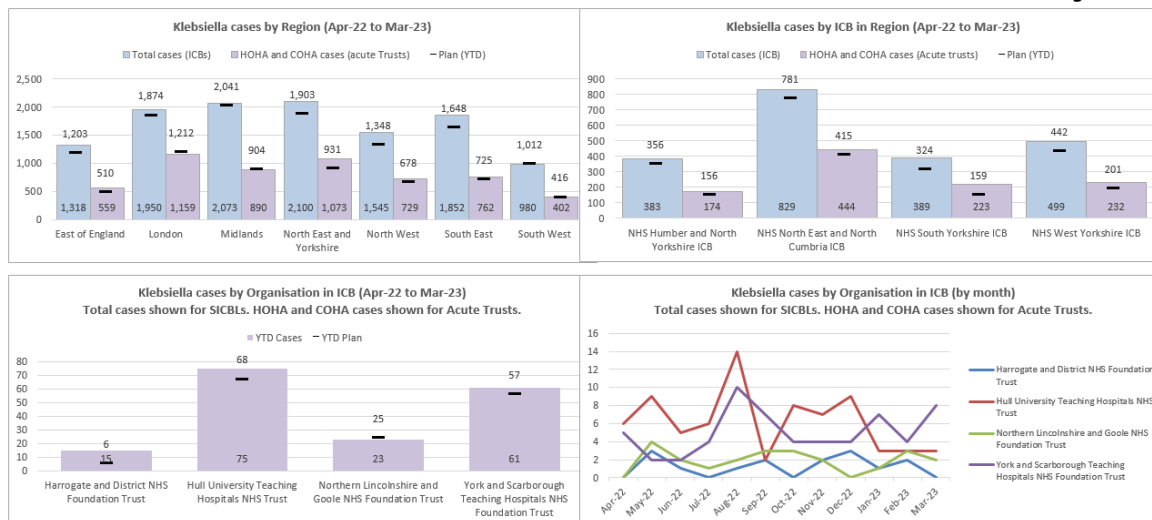 Klebsiella cases by Region (Apr-22 to Mar-23)
Total cases (ICBs) HOHA and COHA cases (acute Trusts) Plan (YTD)
2,500
2,000
1,500
1,000
500
0
1,203 510 1,874 1,212 2,041 904 1,903 931 1,348 678 1,648 725 1,012 416
1,318 559 1,950 1,159 2,073 890 2,100 1,073 1,545 729 1,852 762 980 402
East of England London Midlands North East and Yorkshire North West South East South West
Klebsiella cases by ICB in Region (Apr-22 to Mar-23)
Total cases (ICB) HOHA and COHA cases (Acute trusts) Plan (YTD)
900
800
700
600
500
400
300
200
100
0
356 156 781 415 324 159 442 201
383 174 829 444 389 223 499 232
NHS Humber and North Yorkshire ICB NHS North East and North Cumbria ICB NHS South Yorkshire ICB NHS West Yorkshire ICB
Klebsiella cases by Organisation in ICB (Apr-22 to Mar-23)
Total cases shown for SICBLs. HOHA and COHA cases shown for Acute Trusts.
YTD Cases YTD Plan
80
70
60
50
40
30
20
10
0
6 68 25 57
15 75 23 61
Harrogate and District NHS Foundation Trust
Hull University Teaching Hospitals NHS Trust
Northern Lincolnshire and Goole NHS Foundation Trust
York and Scarborough Teaching Hospitals NHS Foundation Trust
Klebsiella cases by Organisation in ICB (by month)
Total cases shown for SICBLs. HOHA and COHA cases shown for Acute Trusts.
16
14
12
10
8
6
4
2
0
Apr-22 May-22 Jun-22 Jul-22 Aug-22 Sep-22 Oct-22 Nov-22 Dec-22 Jan-23 Feb-23 Mar-23
Harrogate and District NHS Foundation
Trust
Hull University Teaching Hospitals NHS
Trust
Northern Lincolnshire and Goole NHS
Foundation Trust
York and Scarborough Teaching
Hospitals NHS Foundation Trust